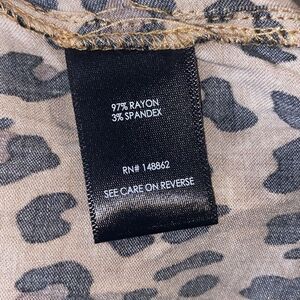 97% RAYON
3% SPANDEX
RN# 148862
SEE CARE ON REVERSE